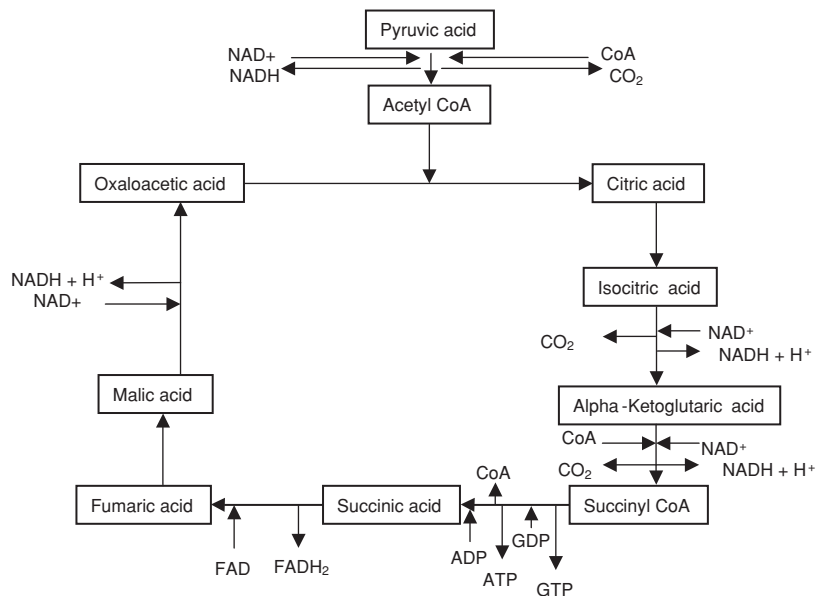 Pyruvic acid
NAD+
CoA
NADH
CO₂
Acetyl CoA
Oxaloacetic acid
Citric acid
NADH + H⁺
NAD+
Isocitric acid
CO₂
NAD⁺
NADH + H⁺
Malic acid
Alpha-Ketoglutaric acid
CoA
NAD⁺
CO₂
NADH + H⁺
CoA
Fumaric acid
Succinic acid
Succinyl CoA
FAD
FADH₂
ADP
ATP
GDP
GTP